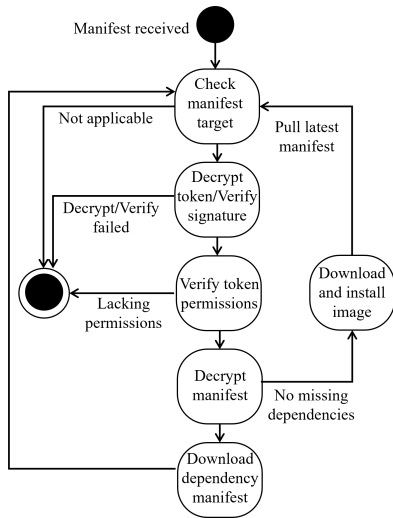 Manifest received
Check
manifest
target
Not applicable
Pull latest
manifest
Decrypt
token/Verify
signature
Decrypt/Verify
failed
Verify token
permissions
Download
and install
image
Lacking
permissions
Decrypt
manifest
No missing
dependencies
Download
dependency
manifest